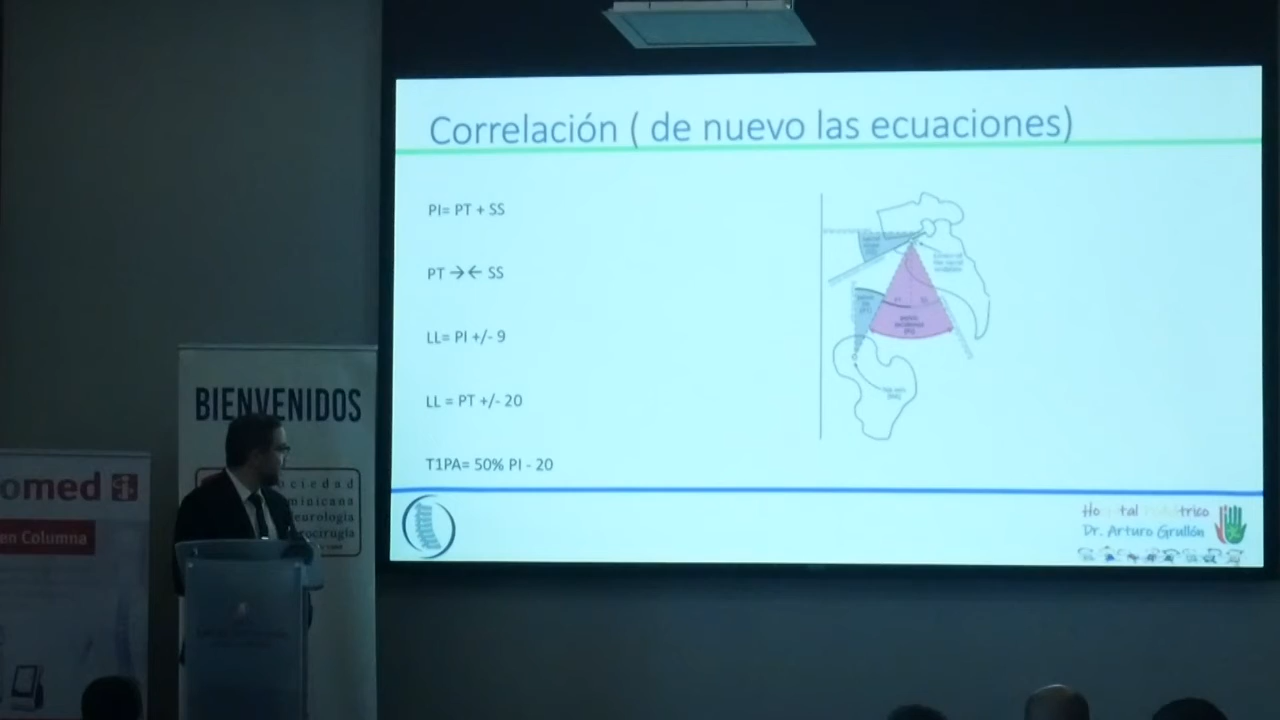 Correlación ( de nuevo las ecuaciones)
PI= PT + SS
PT →← SS
LL= PI +/- 9
LL = PT +/- 20
T1PA= 50% PI - 20
Dr. Arturo Grullón
BIENVENIDOS
omed
en Columna